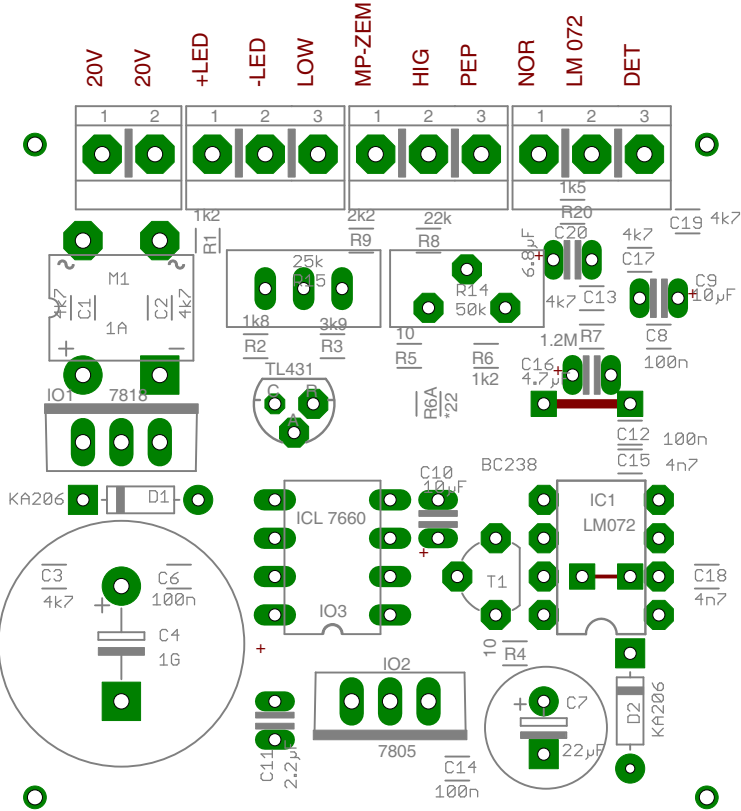 20V
20V
+LED
-LED
LOW
MP-ZEM
HIG
PEP
NOR
LM 072
DET
1 2
1 2 3
1 2 3
1 2 3
1k2
R1
2k2
R9
22k
R8
1k5
R20
C20
6.8µF
+
4k7
C17
C19
4k7
~ M1 ~
4k7
C1
C2
4k7
1A
+ −
25k
R15
R14
50k
4k7
C13
C9
+
10µF
1k8
R2
3k9
R3
10
R5
R6
1k2
1.2M
R7
C8
100n
C16
+
4.7µF
TL431
C R
A
R6A
*22
IO1
7818
C12
100n
C15
4n7
KA206
D1
ICL 7660
IO3
C10
10µF
+
BC238
T1
IC1
LM072
C3
4k7
C6
100n
+
C4
1G
C18
4n7
+
10
R4
IO2
7805
C11
2.2µF
C14
100n
+
C7
22µF
D2
KA206